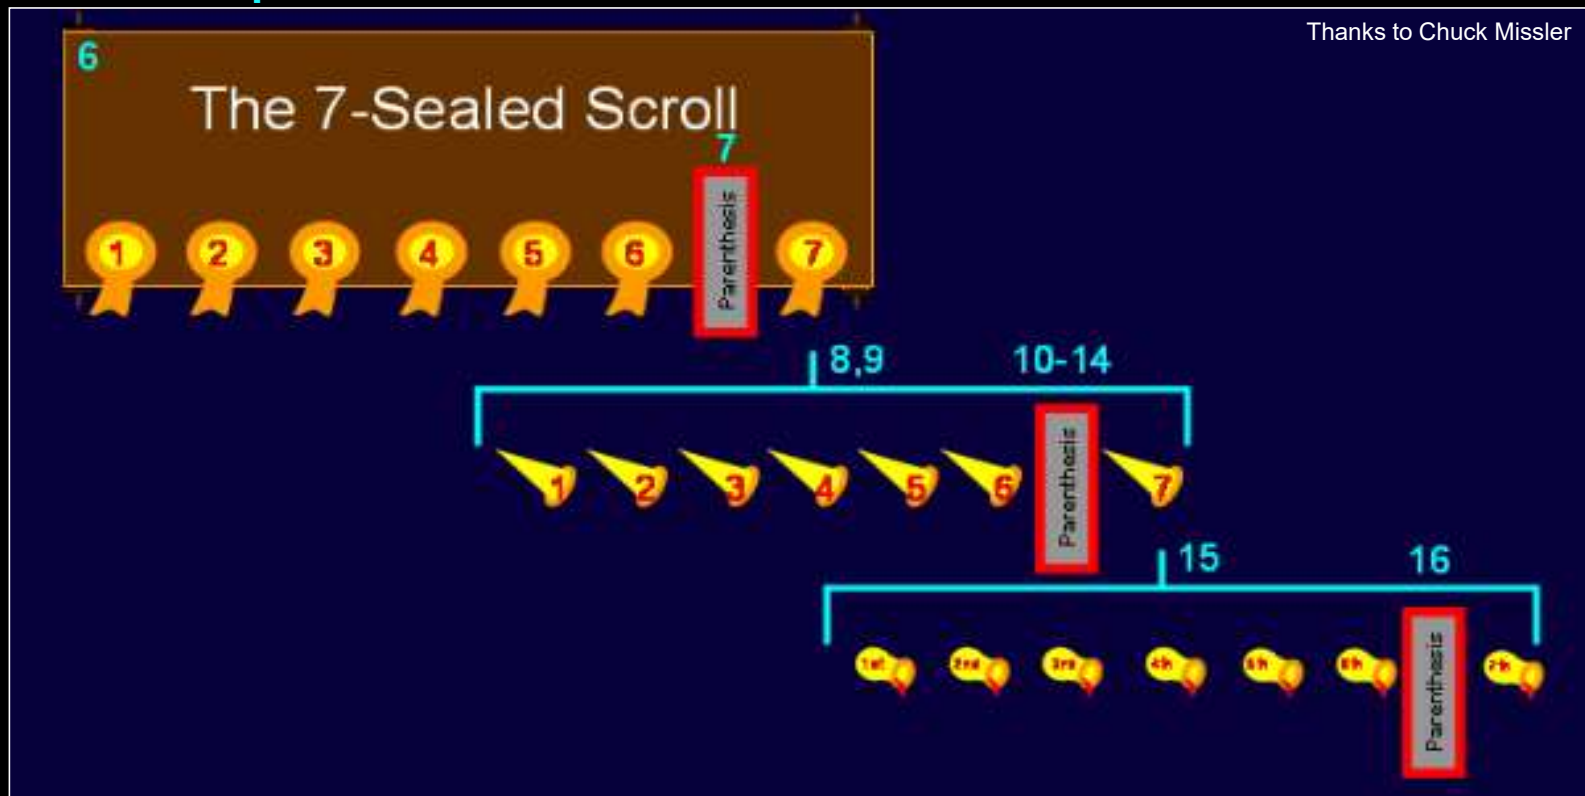 Thanks to Chuck Missler
6
The 7-Sealed Scroll
7
1 2 3 4 5 6 Parenthesis 7
8,9 10-14
1 2 3 4 5 6 Parenthesis 7
15 16
1st 2nd 3rd 4th 5th 6th Parenthesis 7th